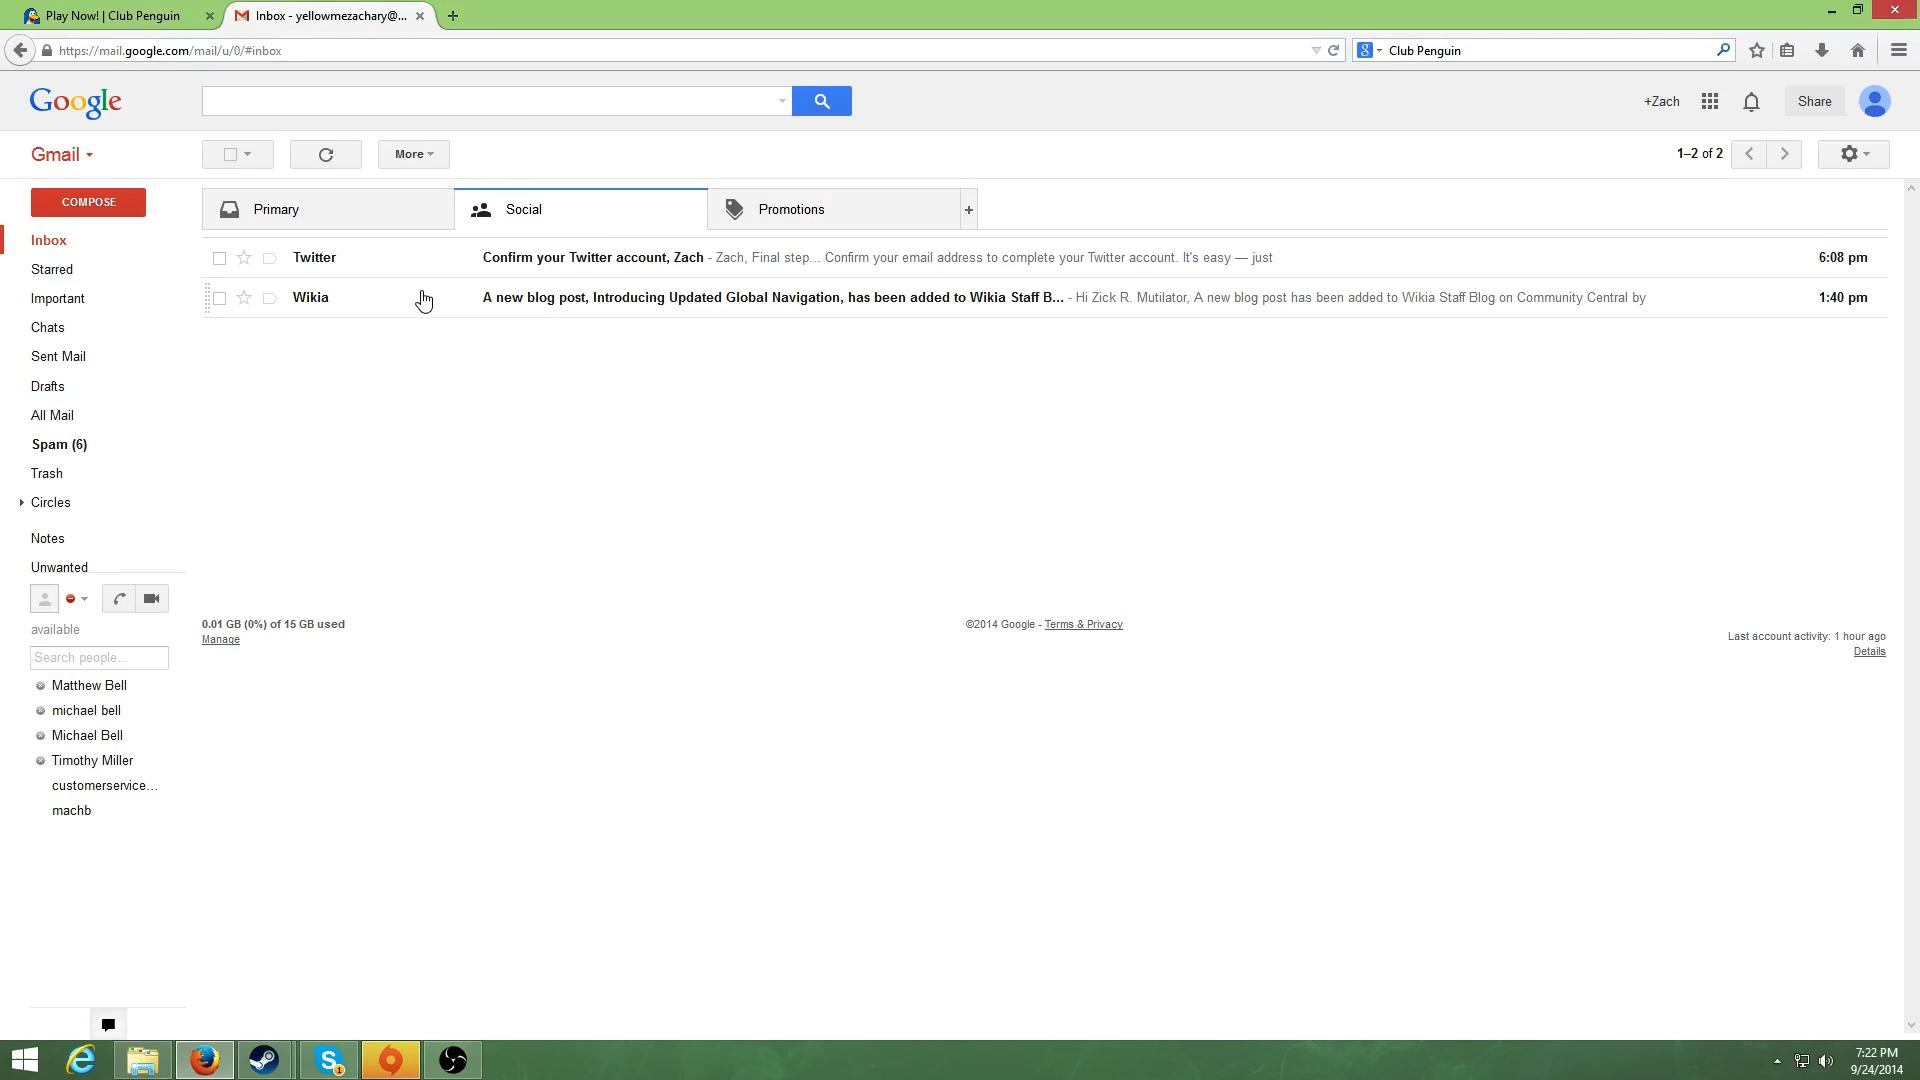 Play Now! | Club Penguin
Inbox - yellowmezachary@...
https://mail.google.com/mail/u/0/#inbox
Club Penguin
Google
+Zach
Share
Gmail
More
1–2 of 2
COMPOSE
Primary
Social
Promotions
+
Inbox
Starred
Important
Chats
Sent Mail
Drafts
All Mail
Spam (6)
Trash
Circles
Notes
Unwanted
Twitter
Confirm your Twitter account, Zach - Zach, Final step... Confirm your email address to complete your Twitter account. It's easy — just
6:08 pm
Wikia
A new blog post, Introducing Updated Global Navigation, has been added to Wikia Staff B... - Hi Zick R. Mutilator, A new blog post has been added to Wikia Staff Blog on Community Central by
1:40 pm
available
Search people...
Matthew Bell
michael bell
Michael Bell
Timothy Miller
customerservice...
machb
0.01 GB (0%) of 15 GB used
Manage
©2014 Google - Terms & Privacy
Last account activity: 1 hour ago
Details
7:22 PM
9/24/2014